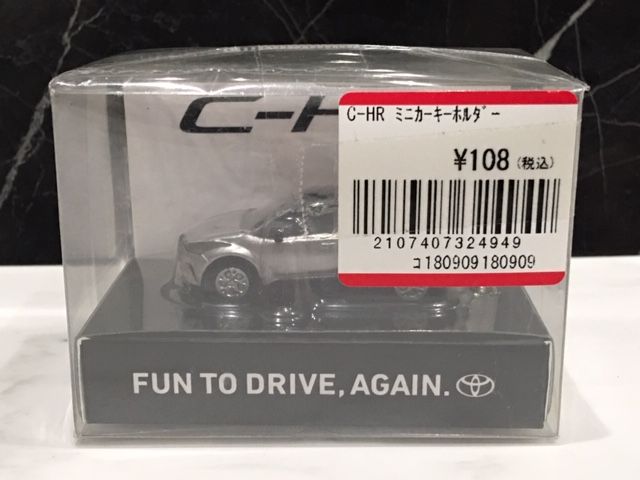 C-H
C-HR ミニカーキーホルダー
¥108(税込)
2107407324949
コ180909180909
FUN TO DRIVE, AGAIN.